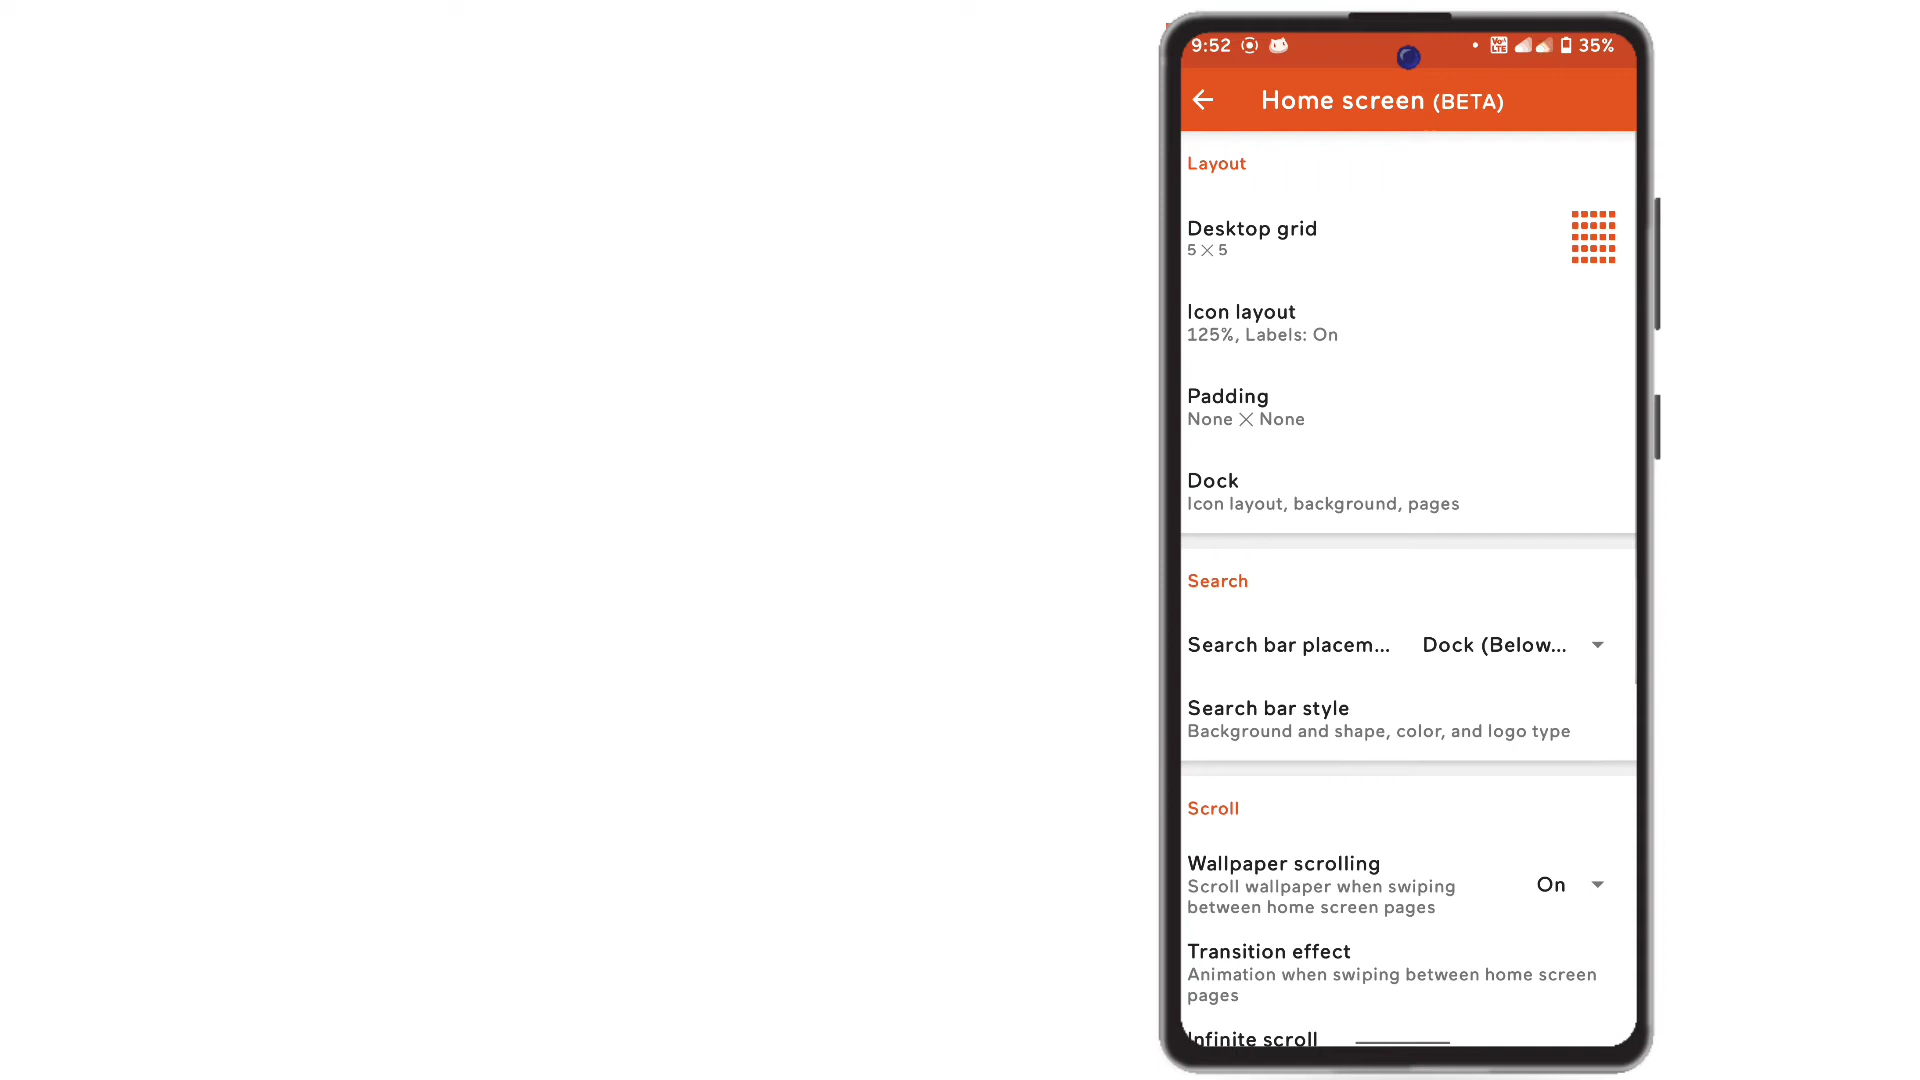 9:52 35%
Home screen (BETA)
Layout
Desktop grid
5 × 5
Icon layout
125%, Labels: On
Padding
None × None
Dock
Icon layout, background, pages
Search
Search bar placem... Dock (Below...
Search bar style
Background and shape, color, and logo type
Scroll
Wallpaper scrolling
Scroll wallpaper when swiping
between home screen pages
On
Transition effect
Animation when swiping between home screen
pages
Infinite scroll